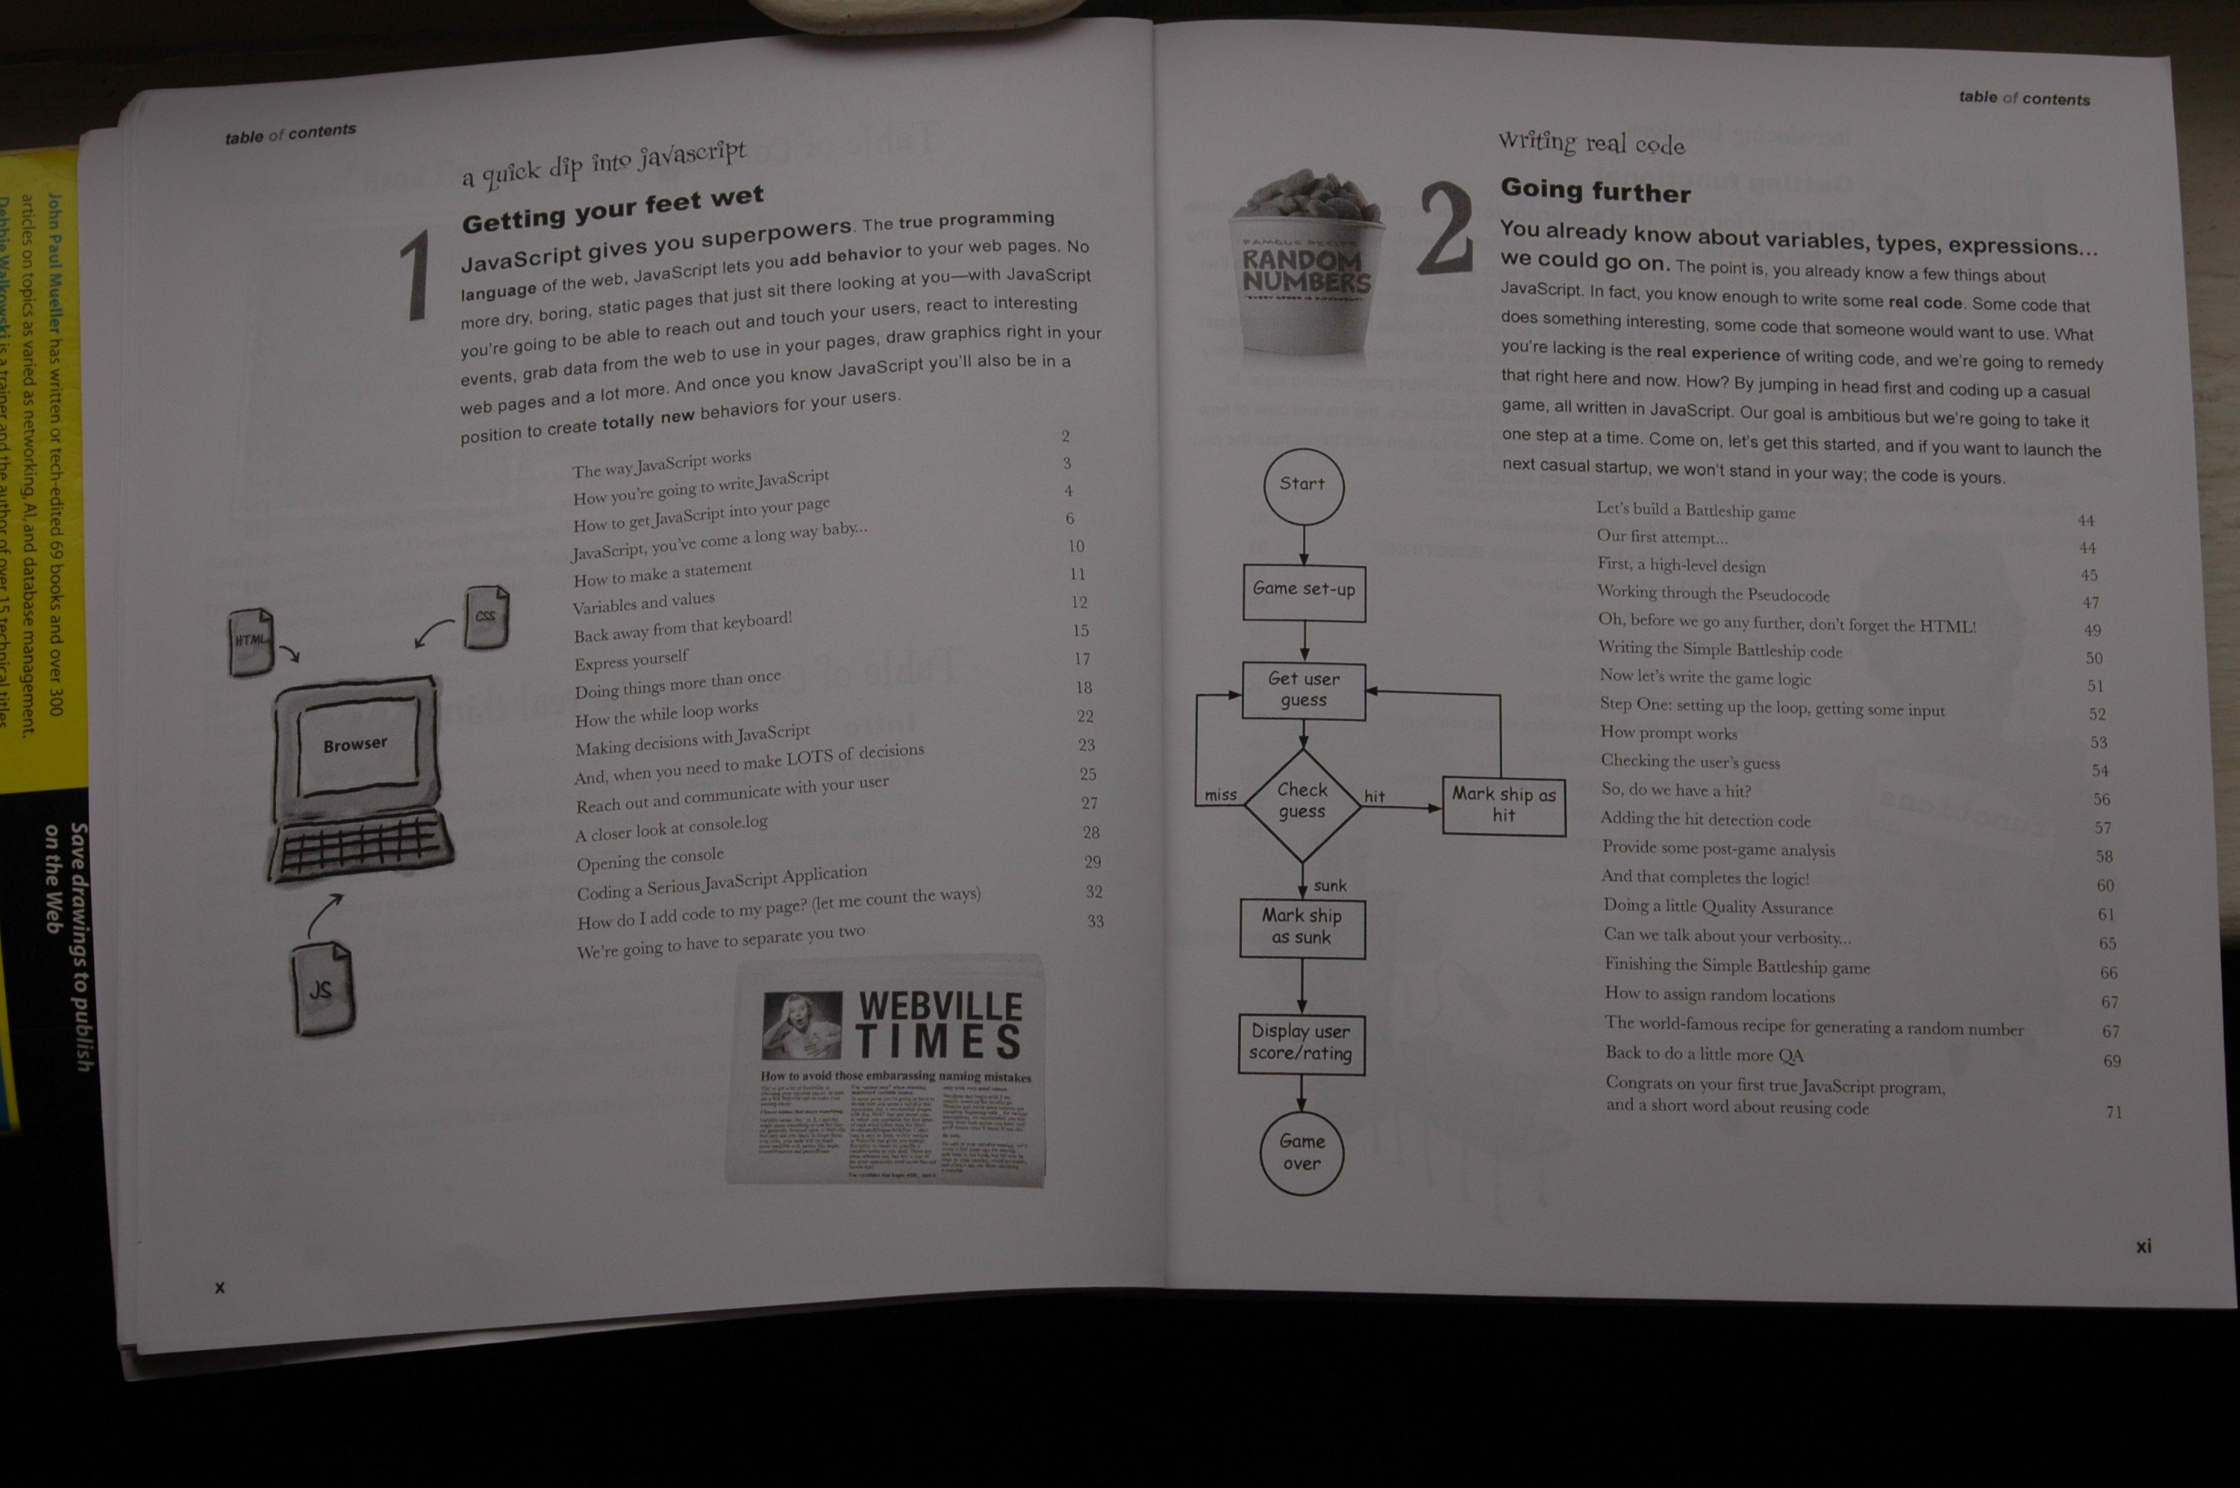 John Paul Mueller has written or tech-edited 69 books and over 300
articles on topics as varied as networking, AI, and database management.
Debbie Walkowski is a trainer and the author of over 15 technical titles
Save drawings to publish
on the Web
table of contents
a quick dip into javascript
1
Getting your feet wet
JavaScript gives you superpowers. The true programming
language of the web, JavaScript lets you add behavior to your web pages. No
more dry, boring, static pages that just sit there looking at you—with JavaScript
you're going to be able to reach out and touch your users, react to interesting
events, grab data from the web to use in your pages, draw graphics right in your
web pages and a lot more. And once you know JavaScript you'll also be in a
position to create totally new behaviors for your users.
The way JavaScript works 2
How you're going to write JavaScript 3
How to get JavaScript into your page 4
JavaScript, you've come a long way baby... 6
How to make a statement 10
Variables and values 11
Back away from that keyboard! 12
Express yourself 15
Doing things more than once 17
How the while loop works 18
Making decisions with JavaScript 22
And, when you need to make LOTS of decisions 23
Reach out and communicate with your user 25
A closer look at console.log 27
Opening the console 28
Coding a Serious JavaScript Application 29
How do I add code to my page? (let me count the ways) 32
We're going to have to separate you two 33
HTML
CSS
Browser
JS
WEBVILLE
TIMES
How to avoid those embarassing naming mistakes
x
table of contents
writing real code
2
Going further
You already know about variables, types, expressions...
we could go on. The point is, you already know a few things about
JavaScript. In fact, you know enough to write some real code. Some code that
does something interesting, some code that someone would want to use. What
you're lacking is the real experience of writing code, and we're going to remedy
that right here and now. How? By jumping in head first and coding up a casual
game, all written in JavaScript. Our goal is ambitious but we're going to take it
one step at a time. Come on, let's get this started, and if you want to launch the
next casual startup, we won't stand in your way; the code is yours.
RANDOM
NUMBERS
Start
Game set-up
Get user
guess
Check
guess
miss
hit
Mark ship as
hit
sunk
Mark ship
as sunk
Display user
score/rating
Game
over
Let's build a Battleship game 44
Our first attempt... 44
First, a high-level design 45
Working through the Pseudocode 47
Oh, before we go any further, don't forget the HTML! 49
Writing the Simple Battleship code 50
Now let's write the game logic 51
Step One: setting up the loop, getting some input 52
How prompt works 53
Checking the user's guess 54
So, do we have a hit? 56
Adding the hit detection code 57
Provide some post-game analysis 58
And that completes the logic! 60
Doing a little Quality Assurance 61
Can we talk about your verbosity... 65
Finishing the Simple Battleship game 66
How to assign random locations 67
The world-famous recipe for generating a random number 67
Back to do a little more QA 69
Congrats on your first true JavaScript program,
and a short word about reusing code 71
xi